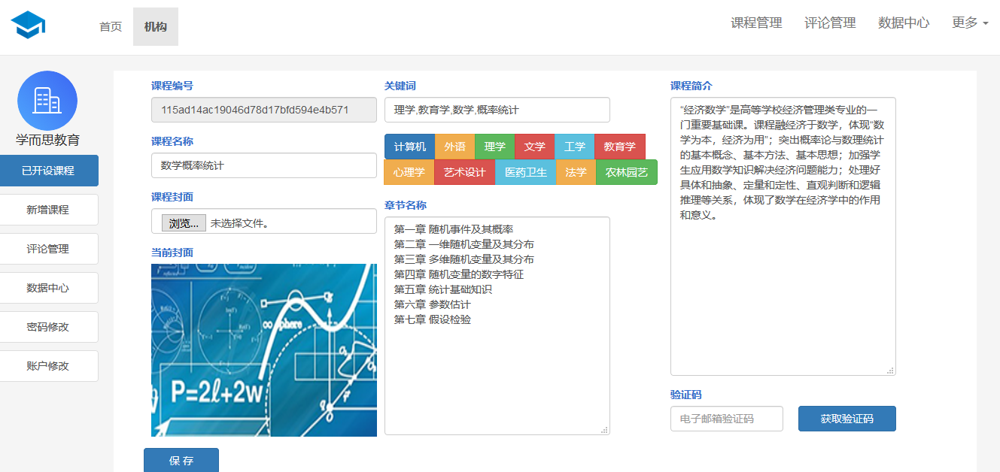 首页
机构
课程管理
评论管理
数据中心
更多
学而思教育
已开设课程
新增课程
评论管理
数据中心
密码修改
账户修改
课程编号
115ad14ac19046d78d17bfd594e4b571
课程名称
数学概率统计
课程封面
浏览... 未选择文件。
当前封面
∞ sphere
P=2ℓ+2w
保 存
关键词
理学,教育学,数学,概率统计
计算机 外语 理学 文学 工学 教育学
心理学 艺术设计 医药卫生 法学 农林园艺
章节名称
第一章 随机事件及其概率
第二章 一维随机变量及其分布
第三章 多维随机变量及其分布
第四章 随机变量的数字特征
第五章 统计基础知识
第六章 参数估计
第七章 假设检验
课程简介
“经济数学”是高等学校经济管理类专业的一
门重要基础课。课程融经济于数学，体现“数
学为本，经济为用”；突出概率论与数理统计
的基本概念、基本方法、基本思想；加强学
生应用数学知识解决经济问题能力；处理好
具体和抽象、定量和定性、直观判断和逻辑
推理等关系，体现了数学在经济学中的作用
和意义。
验证码
电子邮箱验证码
获取验证码